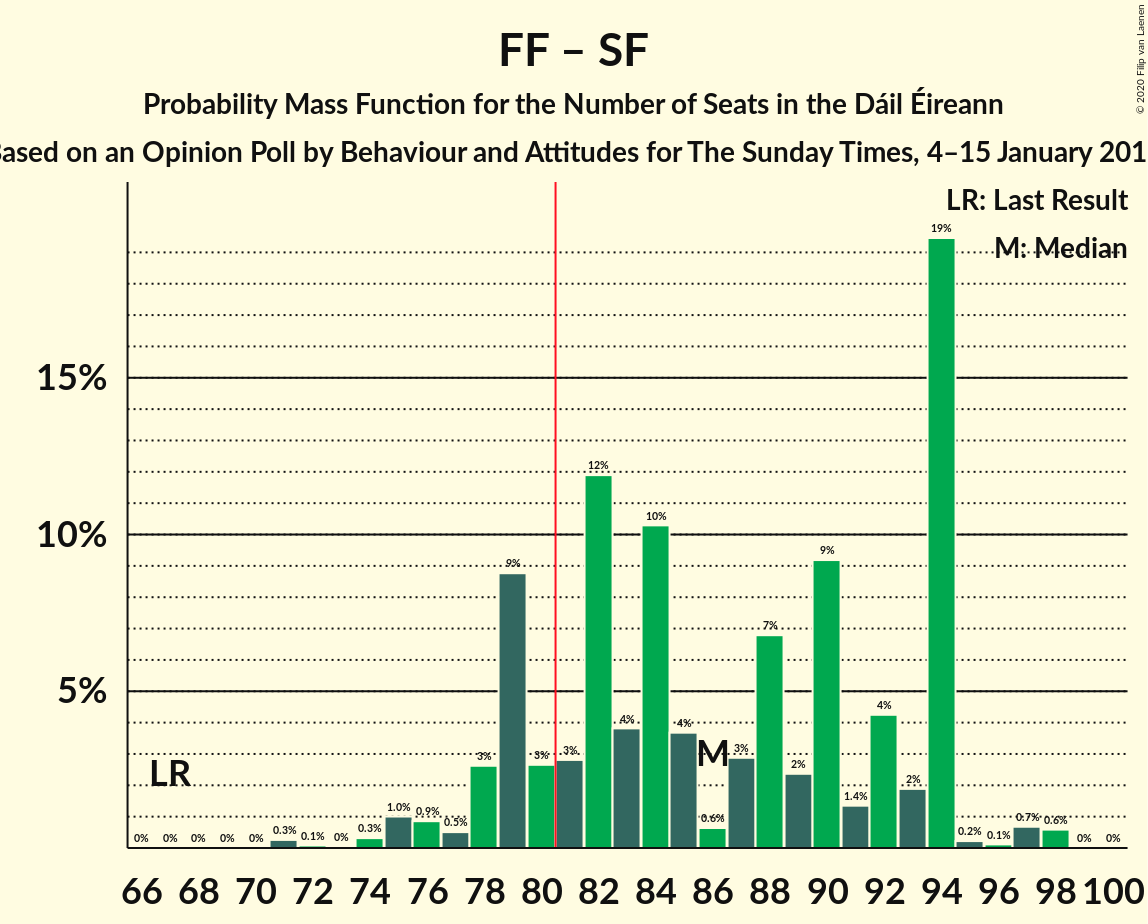 FF – SF
Probability Mass Function for the Number of Seats in the Dáil Éireann
Based on an Opinion Poll by Behaviour and Attitudes for The Sunday Times, 4–15 January 201
© 2020 Filip van Laenen
LR: Last Result
M: Median
15%
10%
5%
0% 0% 0% 0% 0% 0.3% 0.1% 0% 0.3% 1.0% 0.9% 0.5% 3% 9% 3% 3% 12% 4% 10% 4% 0.6% 3% 7% 2% 9% 1.4% 4% 2% 19% 0.2% 0.1% 0.7% 0.6% 0% 0%
LR
M
66 68 70 72 74 76 78 80 82 84 86 88 90 92 94 96 98 100